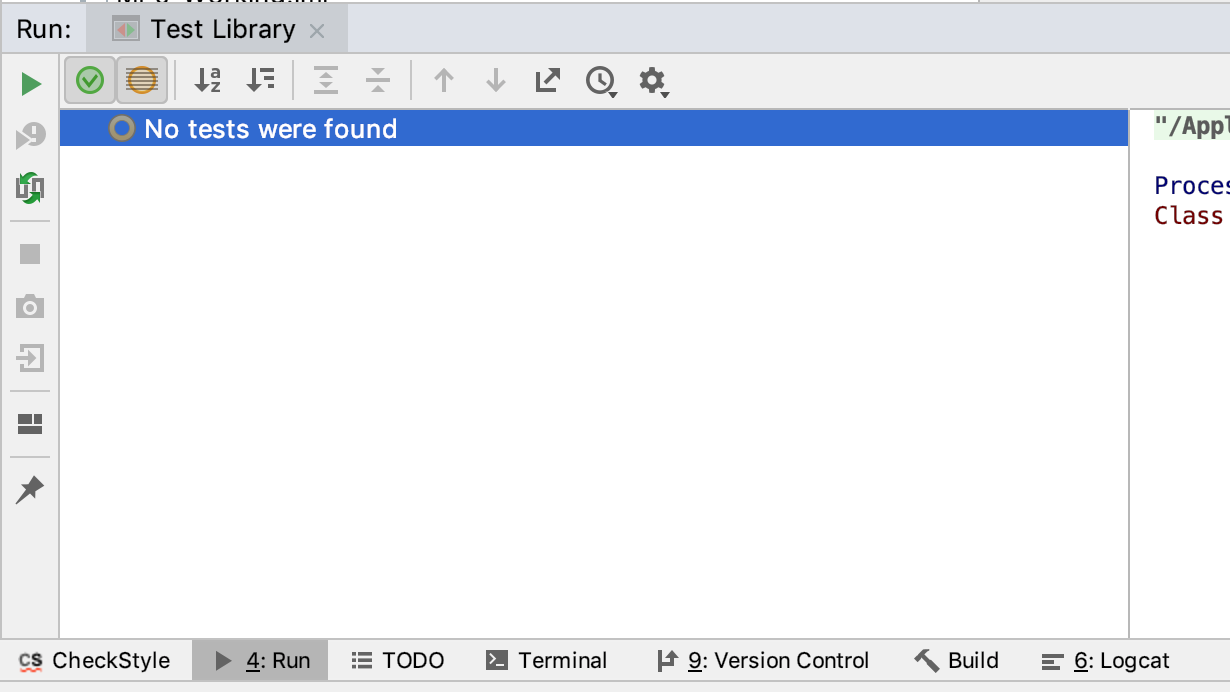 Run: Test Library
No tests were found
"/Appl
Proces
Class
CS CheckStyle 4: Run TODO Terminal 9: Version Control Build 6: Logcat